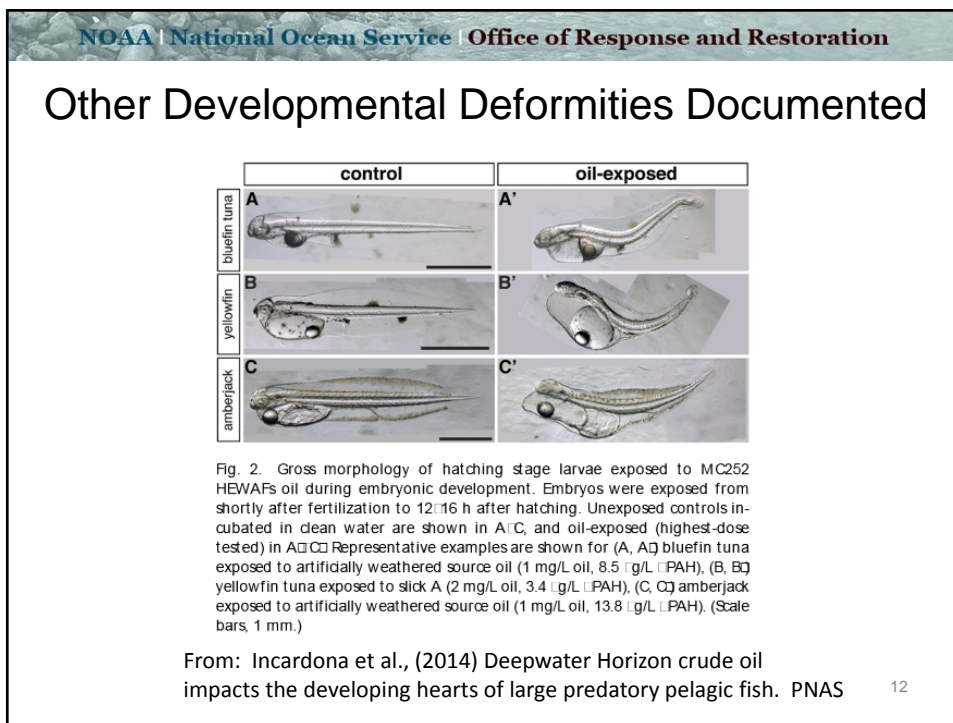 NOAA | National Ocean Service | Office of Response and Restoration
Other Developmental Deformities Documented
control
oil-exposed
bluefin tuna
A
A'
yellowfin
B
B'
amberjack
C
C'
Fig. 2. Gross morphology of hatching stage larvae exposed to MC252
HEWAFs oil during embryonic development. Embryos were exposed from
shortly after fertilization to 12□16 h after hatching. Unexposed controls in-
cubated in clean water are shown in A□C, and oil-exposed (highest-dose
tested) in A□□C□. Representative examples are shown for (A, A□) bluefin tuna
exposed to artificially weathered source oil (1 mg/L oil, 8.5 □g/L □PAH), (B, B□)
yellowfin tuna exposed to slick A (2 mg/L oil, 3.4 □g/L □PAH), (C, C□) amberjack
exposed to artificially weathered source oil (1 mg/L oil, 13.8 □g/L □PAH). (Scale
bars, 1 mm.)
From: Incardona et al., (2014) Deepwater Horizon crude oil
impacts the developing hearts of large predatory pelagic fish. PNAS
12